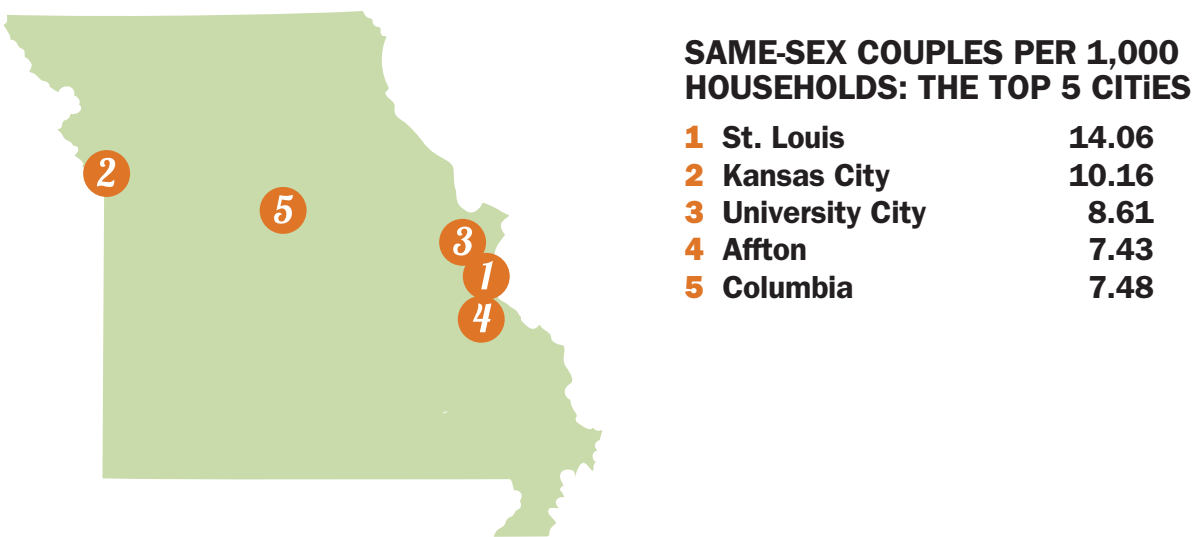 SAME-SEX COUPLES PER 1,000
HOUSEHOLDS: THE TOP 5 CITiES
1 St. Louis 14.06
2 Kansas City 10.16
3 University City 8.61
4 Affton 7.43
5 Columbia 7.48
2
5
3
1
4